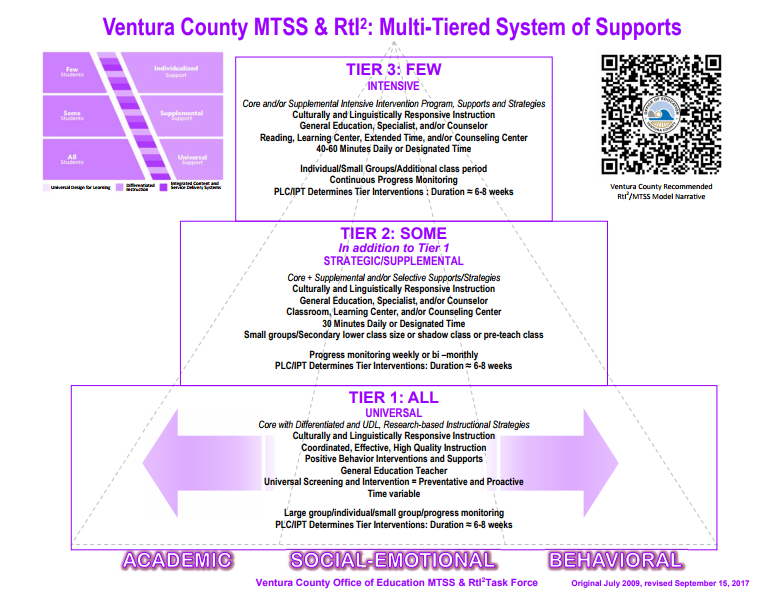 Ventura County MTSS & RtI²: Multi-Tiered System of Supports
Few
Students
Individualized
Support
Some
Students
Supplemental
Support
All
Students
Universal
Support
Universal Design for Learning
Differentiated
Instruction
Integrated Content and
Service Delivery Systems
TIER 3: FEW
INTENSIVE
Core and/or Supplemental Intensive Intervention Program, Supports and Strategies
Culturally and Linguistically Responsive Instruction
General Education, Specialist, and/or Counselor
Reading, Learning Center, Extended Time, and/or Counseling Center
40-60 Minutes Daily or Designated Time
Individual/Small Groups/Additional class period
Continuous Progress Monitoring
PLC/IPT Determines Tier Interventions : Duration ≈ 6-8 weeks
Ventura County Recommended
RtI²/MTSS Model Narrative
TIER 2: SOME
In addition to Tier 1
STRATEGIC/SUPPLEMENTAL
Core + Supplemental and/or Selective Supports/Strategies
Culturally and Linguistically Responsive Instruction
General Education, Specialist, and/or Counselor
Classroom, Learning Center, and/or Counseling Center
30 Minutes Daily or Designated Time
Small groups/Secondary lower class size or shadow class or pre-teach class
Progress monitoring weekly or bi –monthly
PLC/IPT Determines Tier Interventions: Duration ≈ 6-8 weeks
TIER 1: ALL
UNIVERSAL
Core with Differentiated and UDL, Research-based Instructional Strategies
Culturally and Linguistically Responsive Instruction
Coordinated, Effective, High Quality Instruction
Positive Behavior Interventions and Supports
General Education Teacher
Universal Screening and Intervention = Preventative and Proactive
Time variable
Large group/individual/small group/progress monitoring
PLC/IPT Determines Tier Interventions: Duration ≈ 6-8 weeks
ACADEMIC
SOCIAL-EMOTIONAL
BEHAVIORAL
Ventura County Office of Education MTSS & RtI²Task Force
Original July 2009, revised September 15, 2017